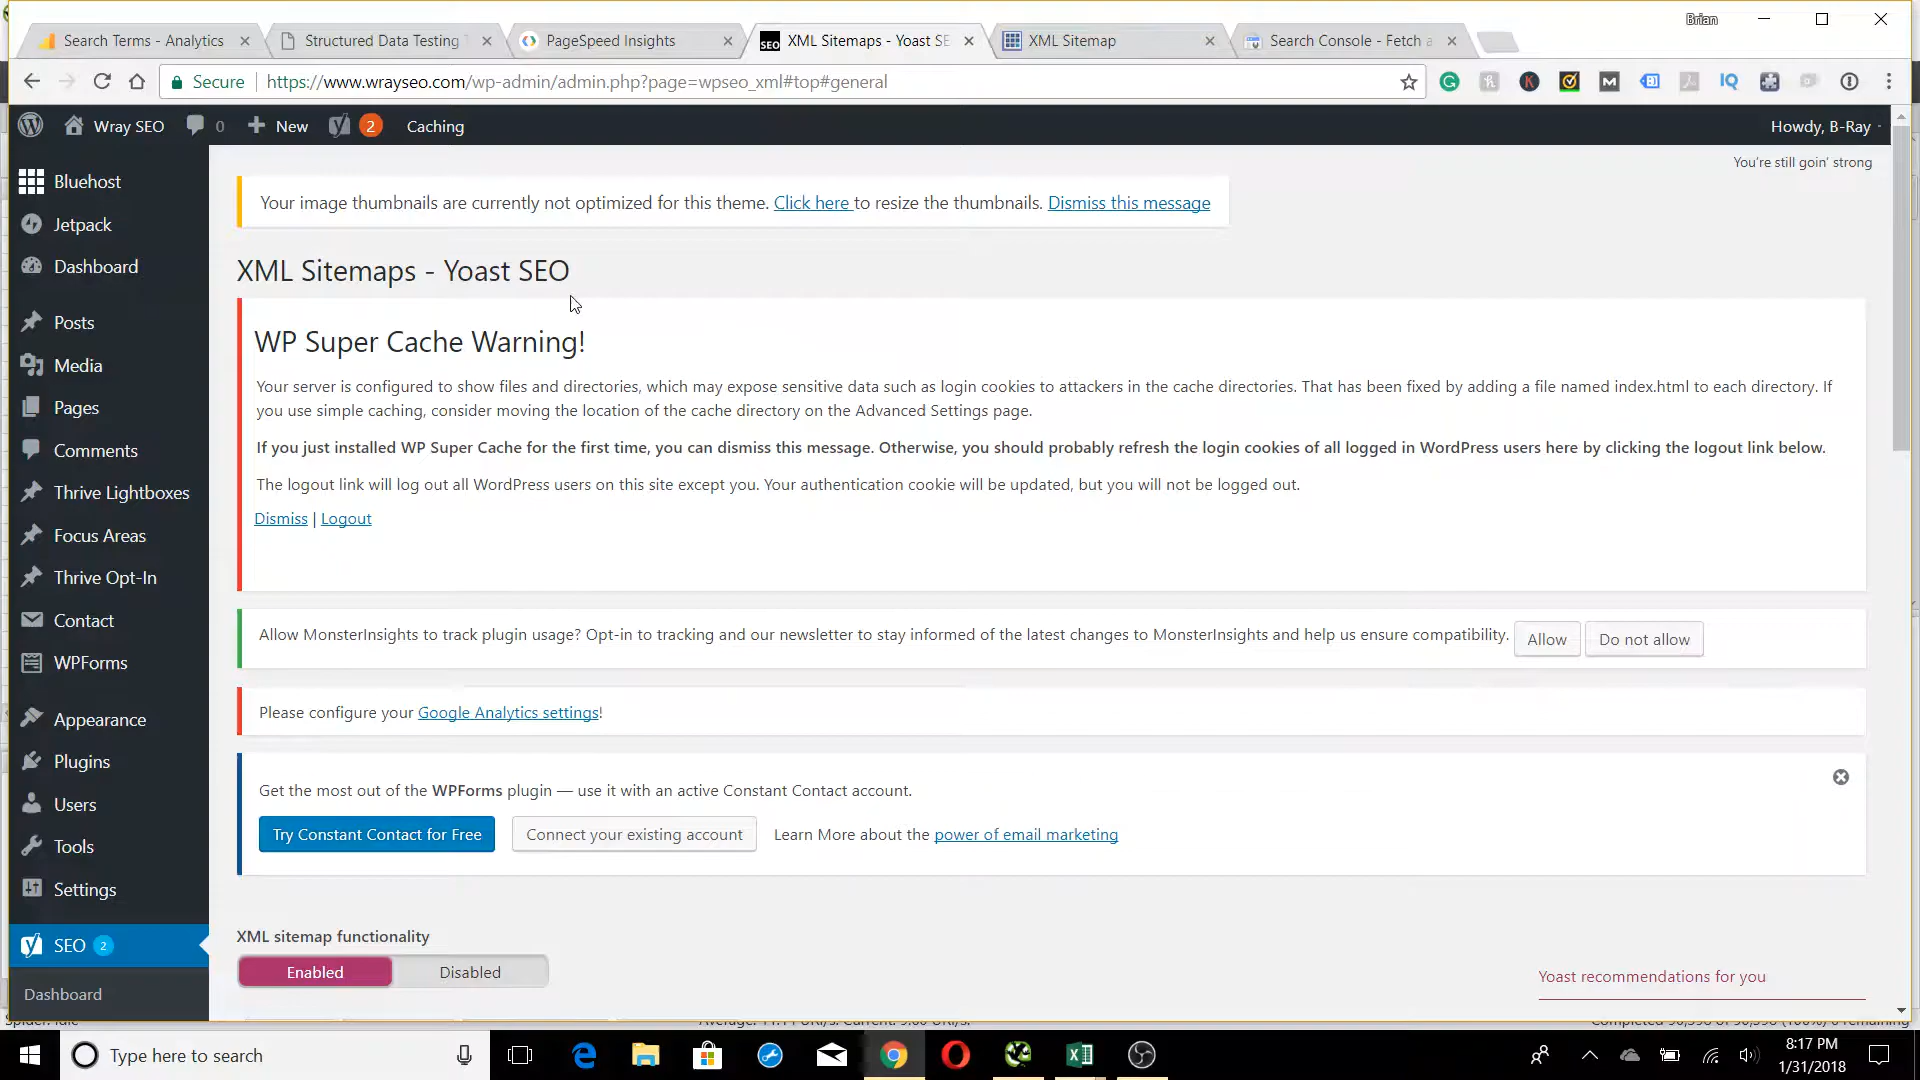 Brian
Search Terms - Analytics
Structured Data Testing T
PageSpeed Insights
SEO
XML Sitemaps - Yoast SE
XML Sitemap
Search Console - Fetch a
Secure
https://www.wrayseo.com/wp-admin/admin.php?page=wpseo_xml#top#general
IQ
Wray SEO
0
New
2
Caching
Howdy, B-Ray
You're still goin' strong
Bluehost
Jetpack
Dashboard
Posts
Media
Pages
Comments
Thrive Lightboxes
Focus Areas
Thrive Opt-In
Contact
WPForms
Appearance
Plugins
Users
Tools
Settings
SEO 2
Dashboard
Your image thumbnails are currently not optimized for this theme. Click here to resize the thumbnails. Dismiss this message
XML Sitemaps - Yoast SEO
WP Super Cache Warning!
Your server is configured to show files and directories, which may expose sensitive data such as login cookies to attackers in the cache directories. That has been fixed by adding a file named index.html to each directory. If
you use simple caching, consider moving the location of the cache directory on the Advanced Settings page.
If you just installed WP Super Cache for the first time, you can dismiss this message. Otherwise, you should probably refresh the login cookies of all logged in WordPress users here by clicking the logout link below.
The logout link will log out all WordPress users on this site except you. Your authentication cookie will be updated, but you will not be logged out.
Dismiss | Logout
Allow MonsterInsights to track plugin usage? Opt-in to tracking and our newsletter to stay informed of the latest changes to MonsterInsights and help us ensure compatibility. Allow Do not allow
Please configure your Google Analytics settings!
Get the most out of the WPForms plugin — use it with an active Constant Contact account.
Try Constant Contact for Free Connect your existing account Learn More about the power of email marketing
XML sitemap functionality
Enabled Disabled
Yoast recommendations for you
Type here to search
8:17 PM
1/31/2018